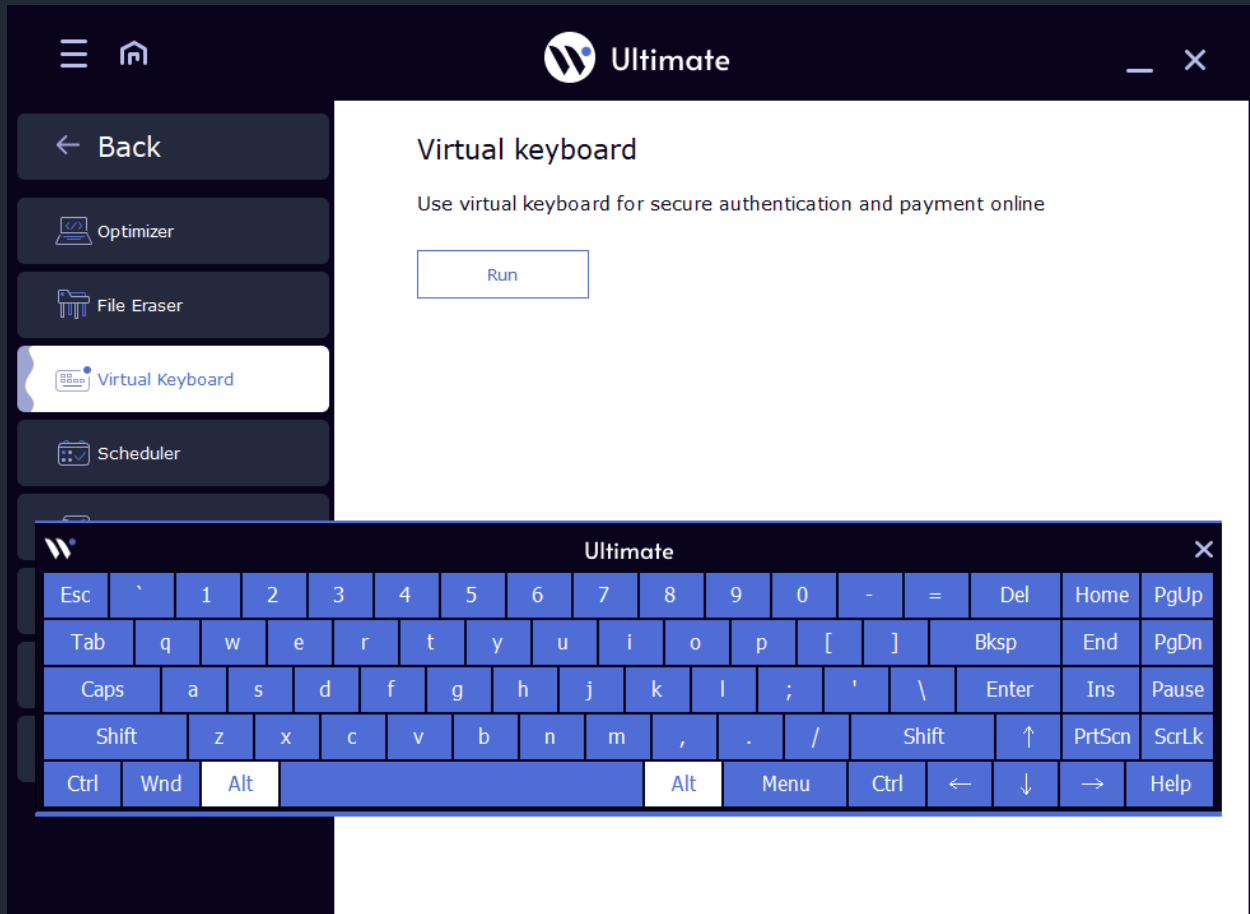 Ultimate
Back
Virtual keyboard
Use virtual keyboard for secure authentication and payment online
Run
Optimizer
File Eraser
Virtual Keyboard
Scheduler
Ultimate
Esc ` 1 2 3 4 5 6 7 8 9 0 - = Del Home PgUp
Tab q w e r t y u i o p [ ] Bksp End PgDn
Caps a s d f g h j k l ; ' \ Enter Ins Pause
Shift z x c v b n m , . / Shift ↑ PrtScn ScrLk
Ctrl Wnd Alt Alt Menu Ctrl ← ↓ → Help